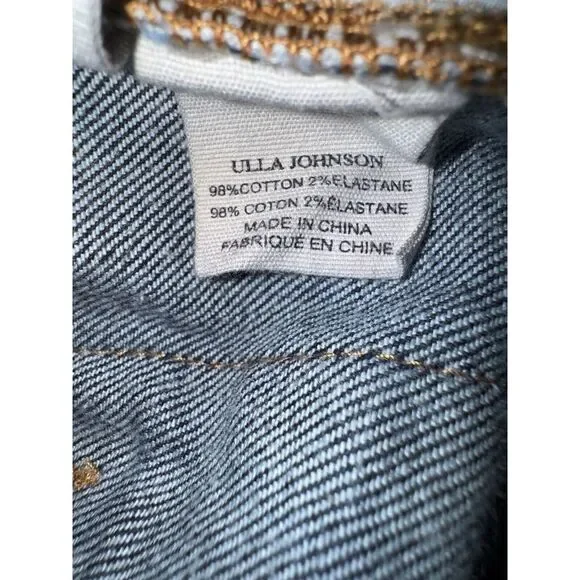 ULLA JOHNSON
98%COTTON 2%ELASTANE
98% COTON 2%ÉLASTANE
MADE IN CHINA
FABRIQUÉ EN CHINE